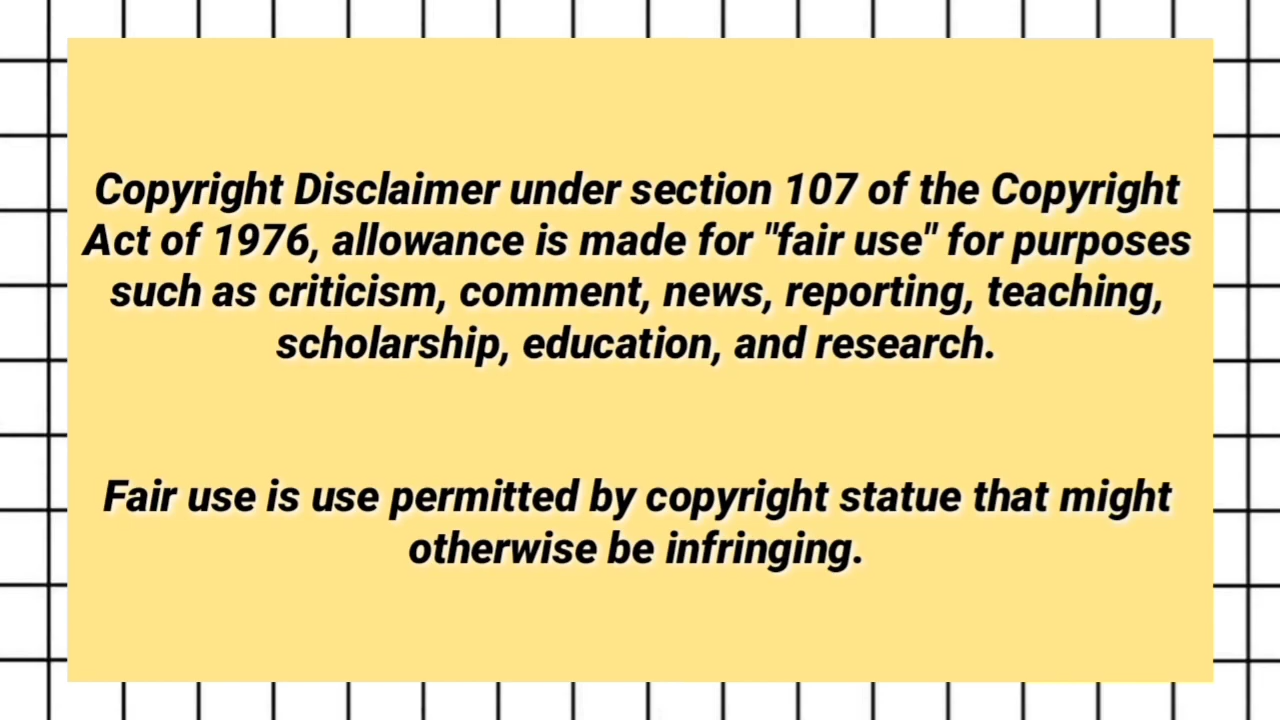 Copyright Disclaimer under section 107 of the Copyright
Act of 1976, allowance is made for "fair use" for purposes
such as criticism, comment, news, reporting, teaching,
scholarship, education, and research.
Fair use is use permitted by copyright statue that might
otherwise be infringing.